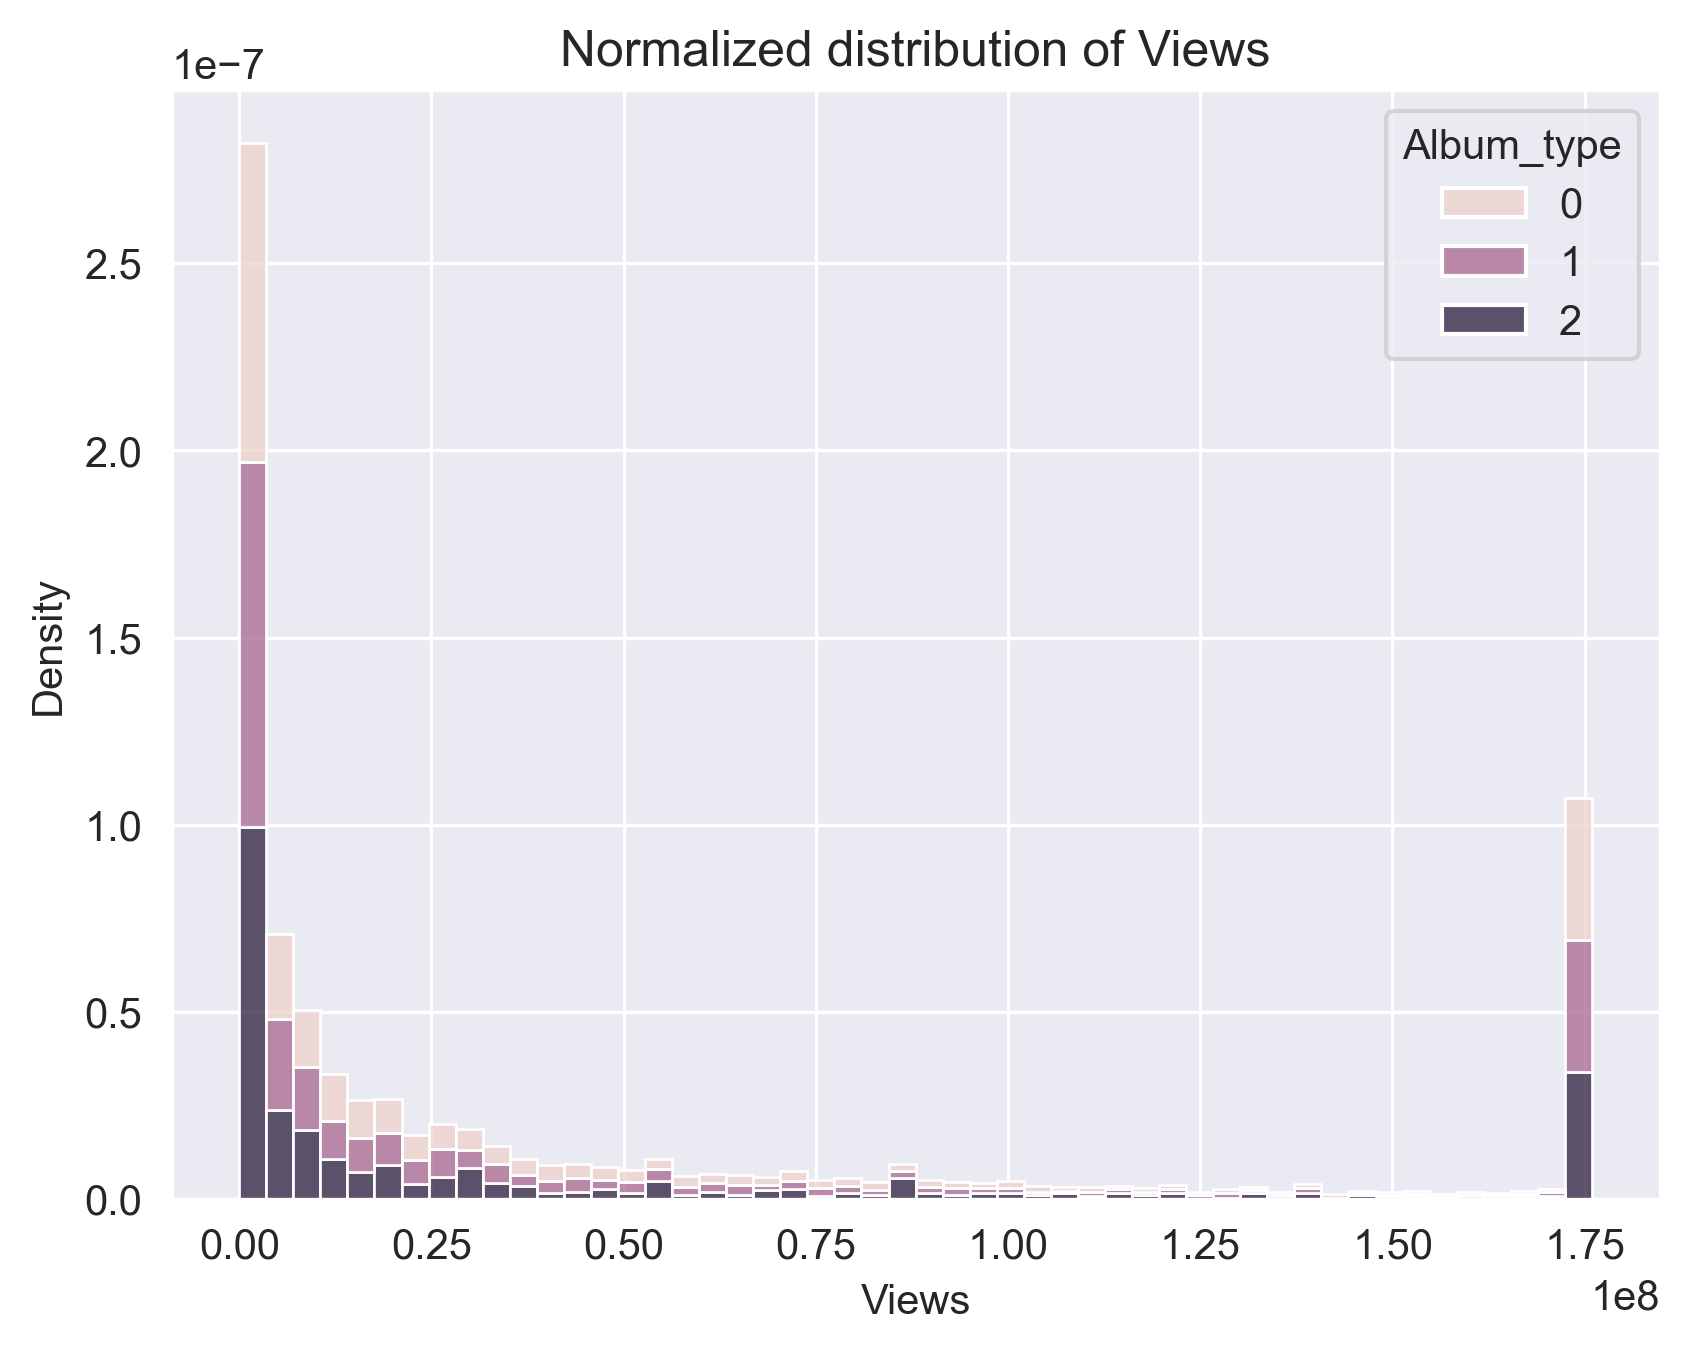 Normalized distribution of Views
1e−7
Album_type
0
1
2
2.5
2.0
1.5
1.0
0.5
0.0
Density
0.00 0.25 0.50 0.75 1.00 1.25 1.50 1.75
1e8
Views